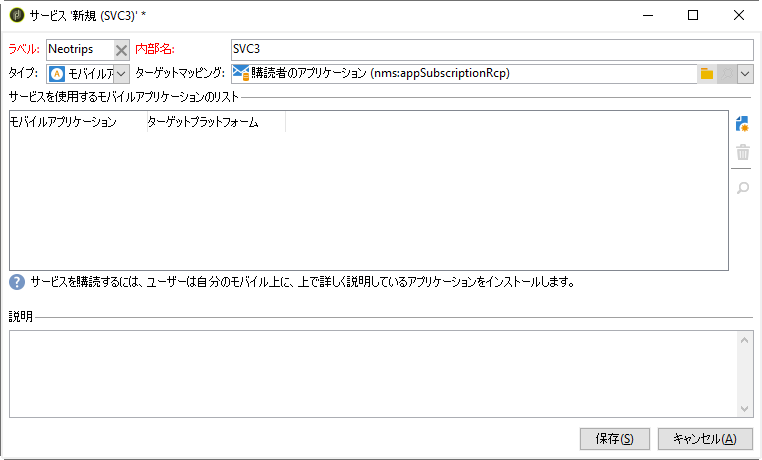 サービス '新規 (SVC3)' *
ラベル: Neotrips 内部名: SVC3
タイプ: モバイルア ターゲットマッピング: 購読者のアプリケーション (nms:appSubscriptionRcp)
サービスを使用するモバイルアプリケーションのリスト
モバイルアプリケーション ターゲットプラットフォーム
サービスを購読するには、ユーザーは自分のモバイル上に、上で詳しく説明しているアプリケーションをインストールします。
説明
保存(S) キャンセル(A)